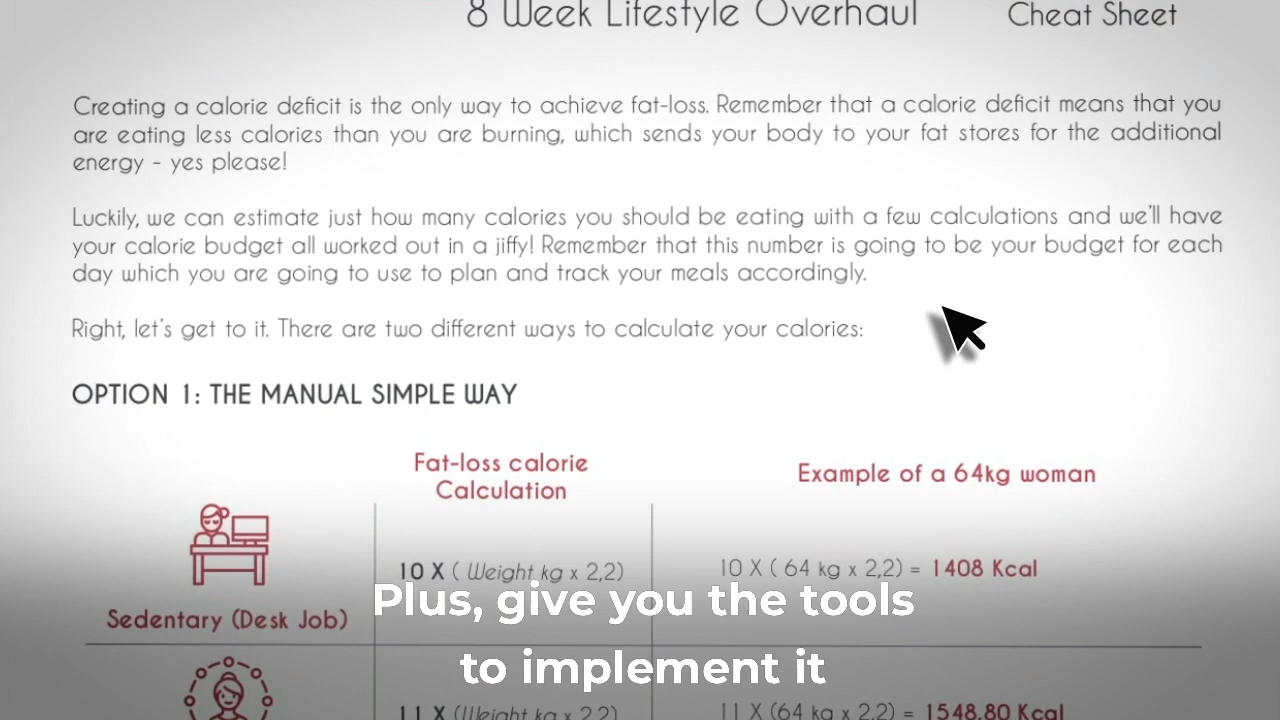 8 Week Lifestyle Overhaul
Cheat Sheet
Creating a calorie deficit is the only way to achieve fat-loss. Remember that a calorie deficit means that you
are eating less calories than you are burning, which sends your body to your fat stores for the additional
energy - yes please!
Luckily, we can estimate just how many calories you should be eating with a few calculations and we'll have
your calorie budget all worked out in a jiffy! Remember that this number is going to be your budget for each
day which you are going to use to plan and track your meals accordingly.
Right, let's get to it. There are two different ways to calculate your calories:
OPTION 1: THE MANUAL SIMPLE WAY
Fat-loss calorie
Calculation
Example of a 64kg woman
10 X ( Weight kg x 2,2)
10 X ( 64 kg x 2,2) = 1408 Kcal
Sedentary (Desk Job)
Plus, give you the tools
to implement it
11 X (Weight kg x 2,2)
11 X (64 kg x 2,2) = 1548,80 Kcal